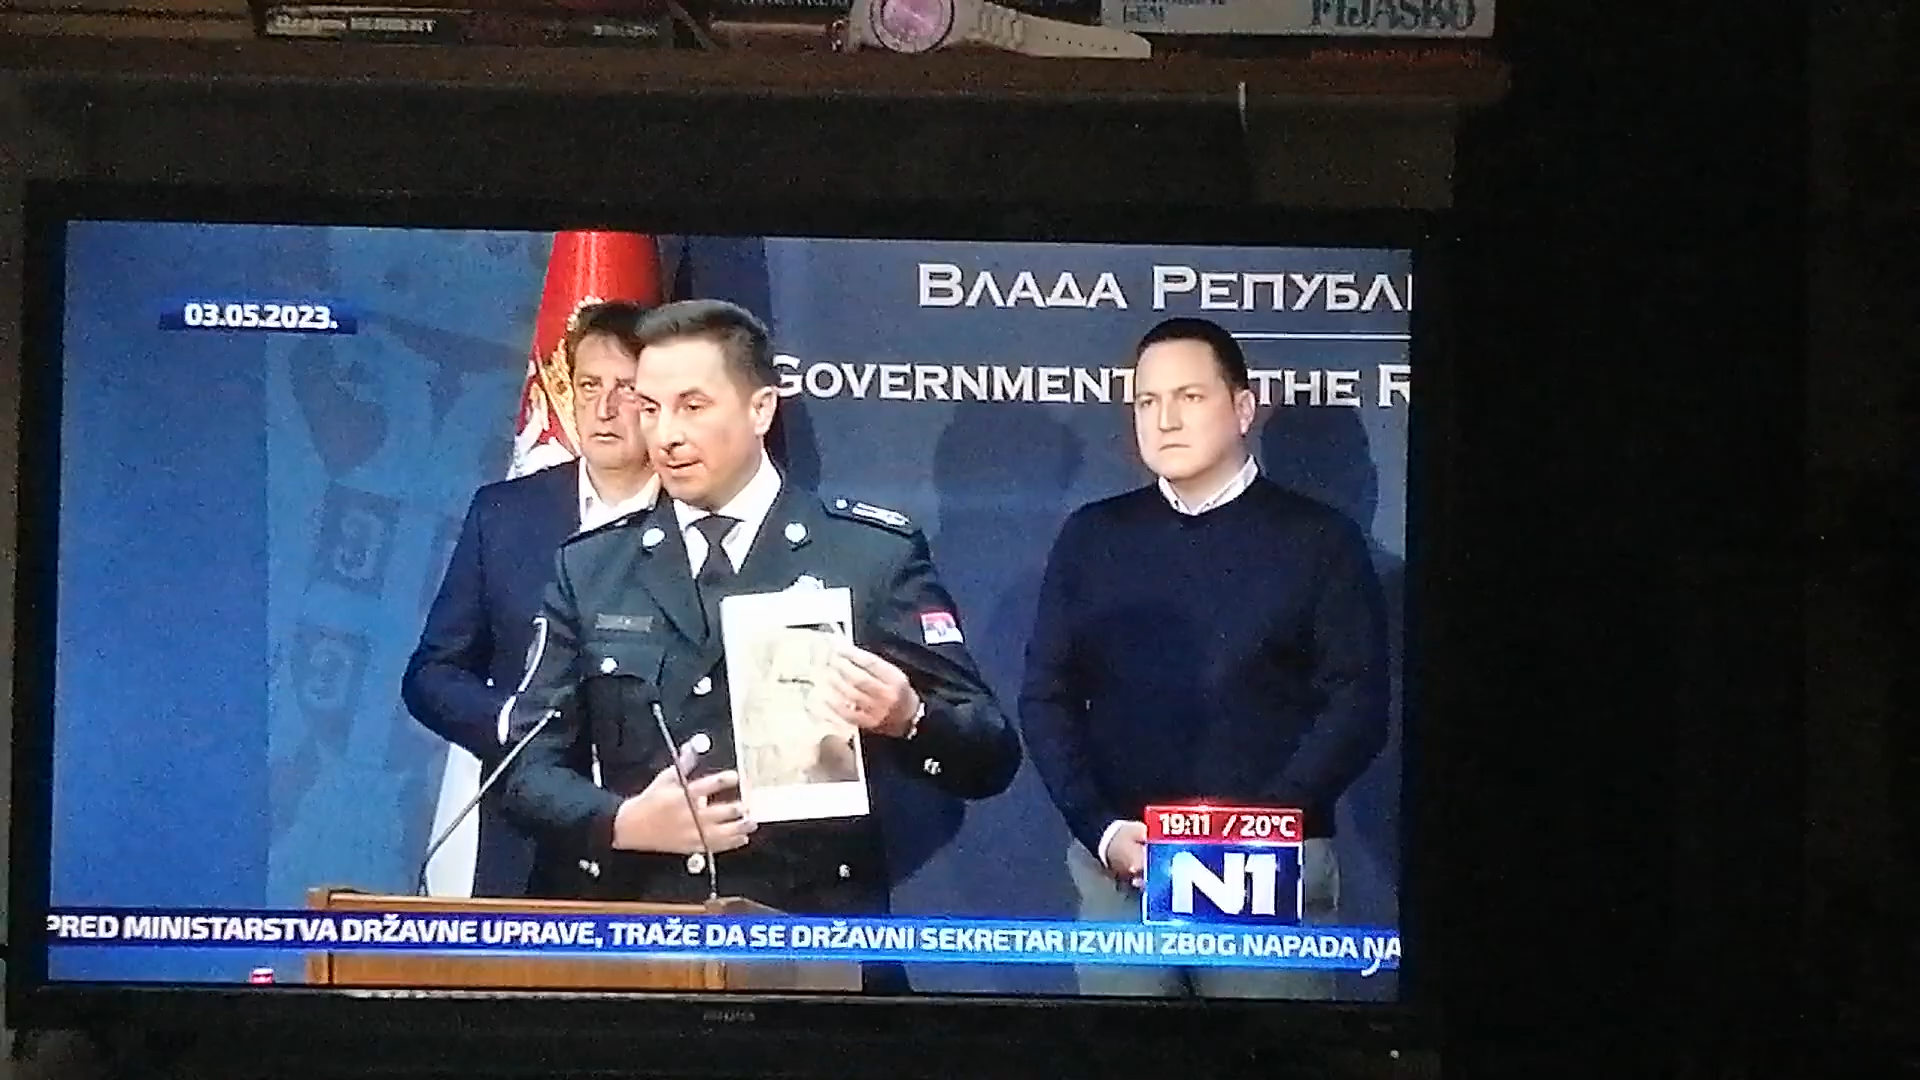 FIJASKO
03.05.2023.
ВЛАДА РЕПУБЛ
GOVERNMENT THE R
19:11 / 20°C
N1
PRED MINISTARSTVA DRŽAVNE UPRAVE, TRAŽE DA SE DRŽAVNI SEKRETAR IZVINI ZBOG NAPADA NA